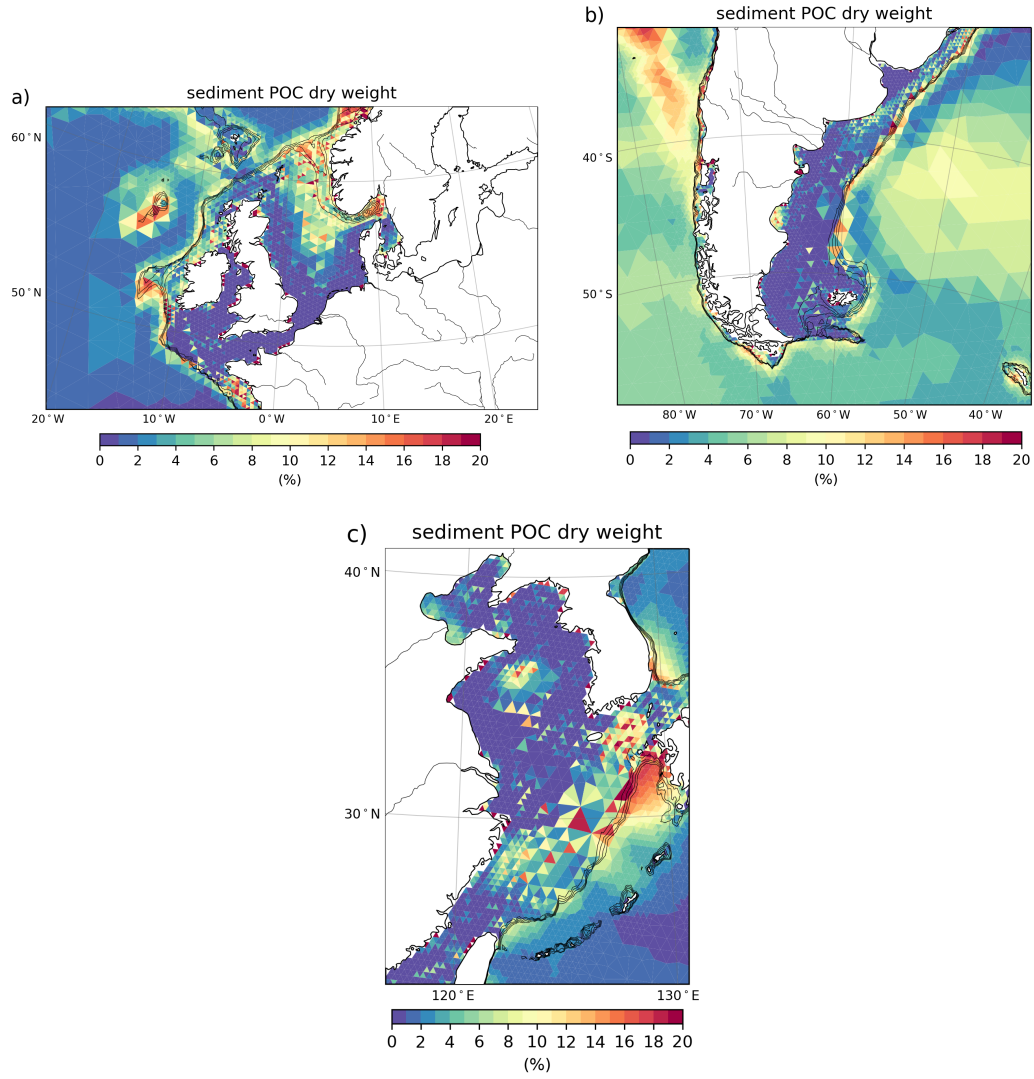 a)
sediment POC dry weight
60°N
50°N
20°W 10°W 0°W 10°E 20°E
0 2 4 6 8 10 12 14 16 18 20
(%)
b)
sediment POC dry weight
40°S
50°S
80°W 70°W 60°W 50°W 40°W
0 2 4 6 8 10 12 14 16 18 20
(%)
c)
sediment POC dry weight
40°N
30°N
120°E 130°E
0 2 4 6 8 10 12 14 16 18 20
(%)